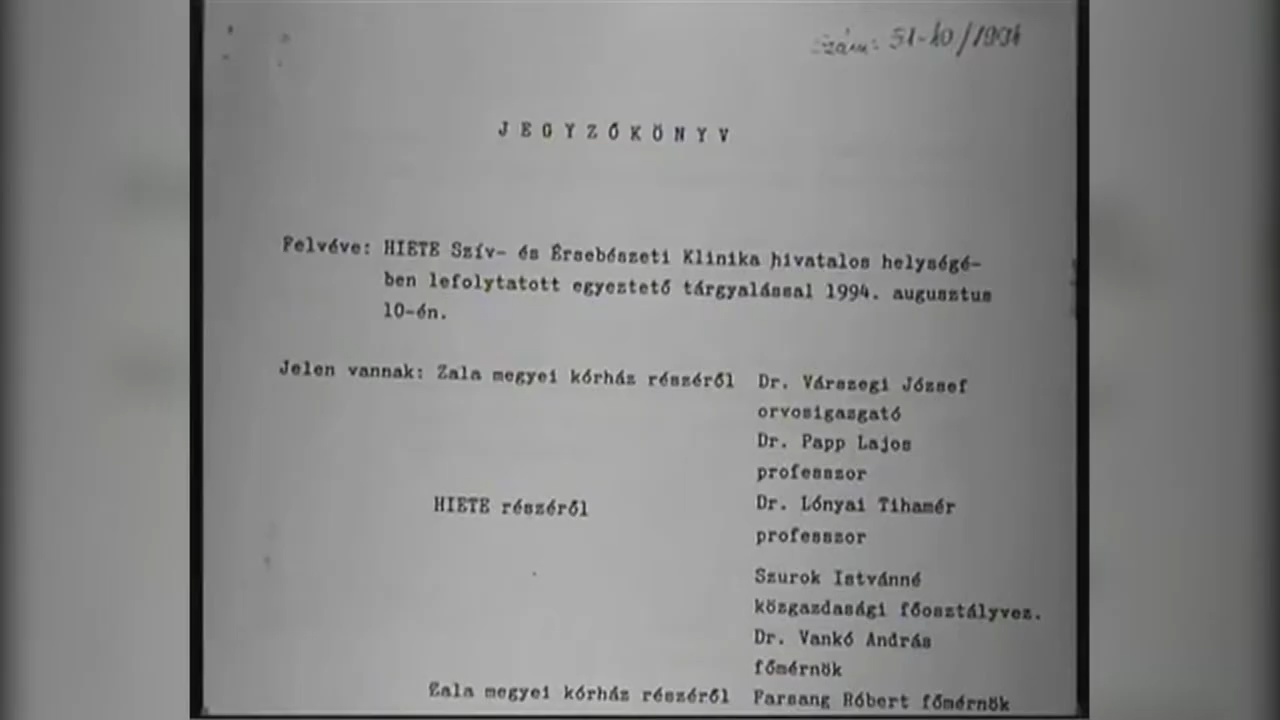 Szám: 51-10/1994
JEGYZŐKÖNYV
Felvéve: HIETE Szív- és Érsebészeti Klinika hivatalos helységé-
ben lefolytatott egyeztető tárgyalással 1994. augusztus
10-én.
Jelen vannak: Zala megyei kórház részéről Dr. Várszegi József
orvosigazgató
Dr. Papp Lajos
professzor
HIETE részéről Dr. Lónyai Tihamér
professzor
Szurok Istvánné
közgazdasági főosztályvez.
Dr. Vankó András
főmérnök
Zala megyei kórház részéről Farsang Róbert főmérnök